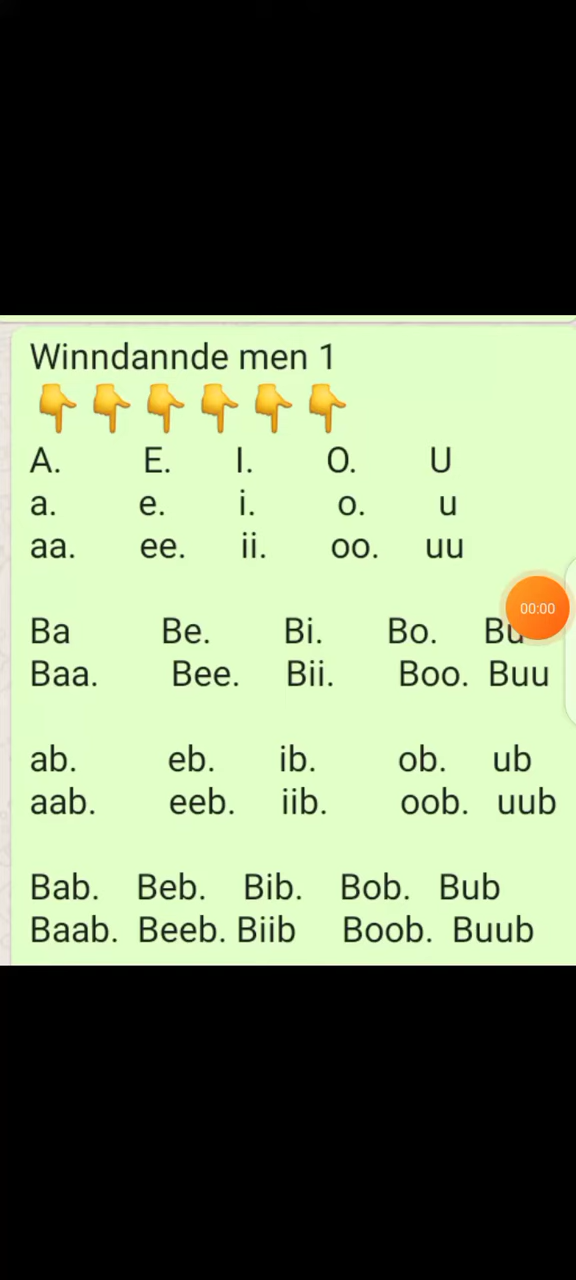 Winndannde men 1
👇👇👇👇👇👇
A. E. I. O. U
a. e. i. o. u
aa. ee. ii. oo. uu
Ba Be. Bi. Bo. Bu
Baa. Bee. Bii. Boo. Buu
ab. eb. ib. ob. ub
aab. eeb. iib. oob. uub
Bab. Beb. Bib. Bob. Bub
Baab. Beeb. Biib Boob. Buub
00:00